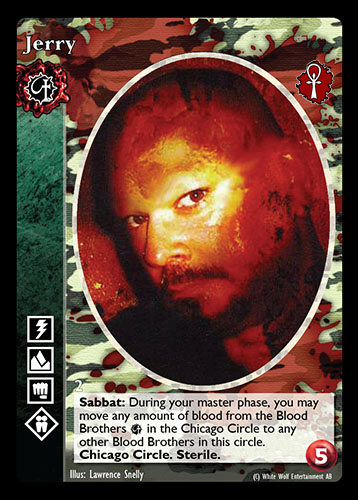 Jerry
2
Sabbat: During your master phase, you may
move any amount of blood from the Blood
Brothers in the Chicago Circle to any
other Blood Brothers in this circle.
Chicago Circle. Sterile.
5
Illus: Lawrence Snelly
(C) White Wolf Entertainment AB